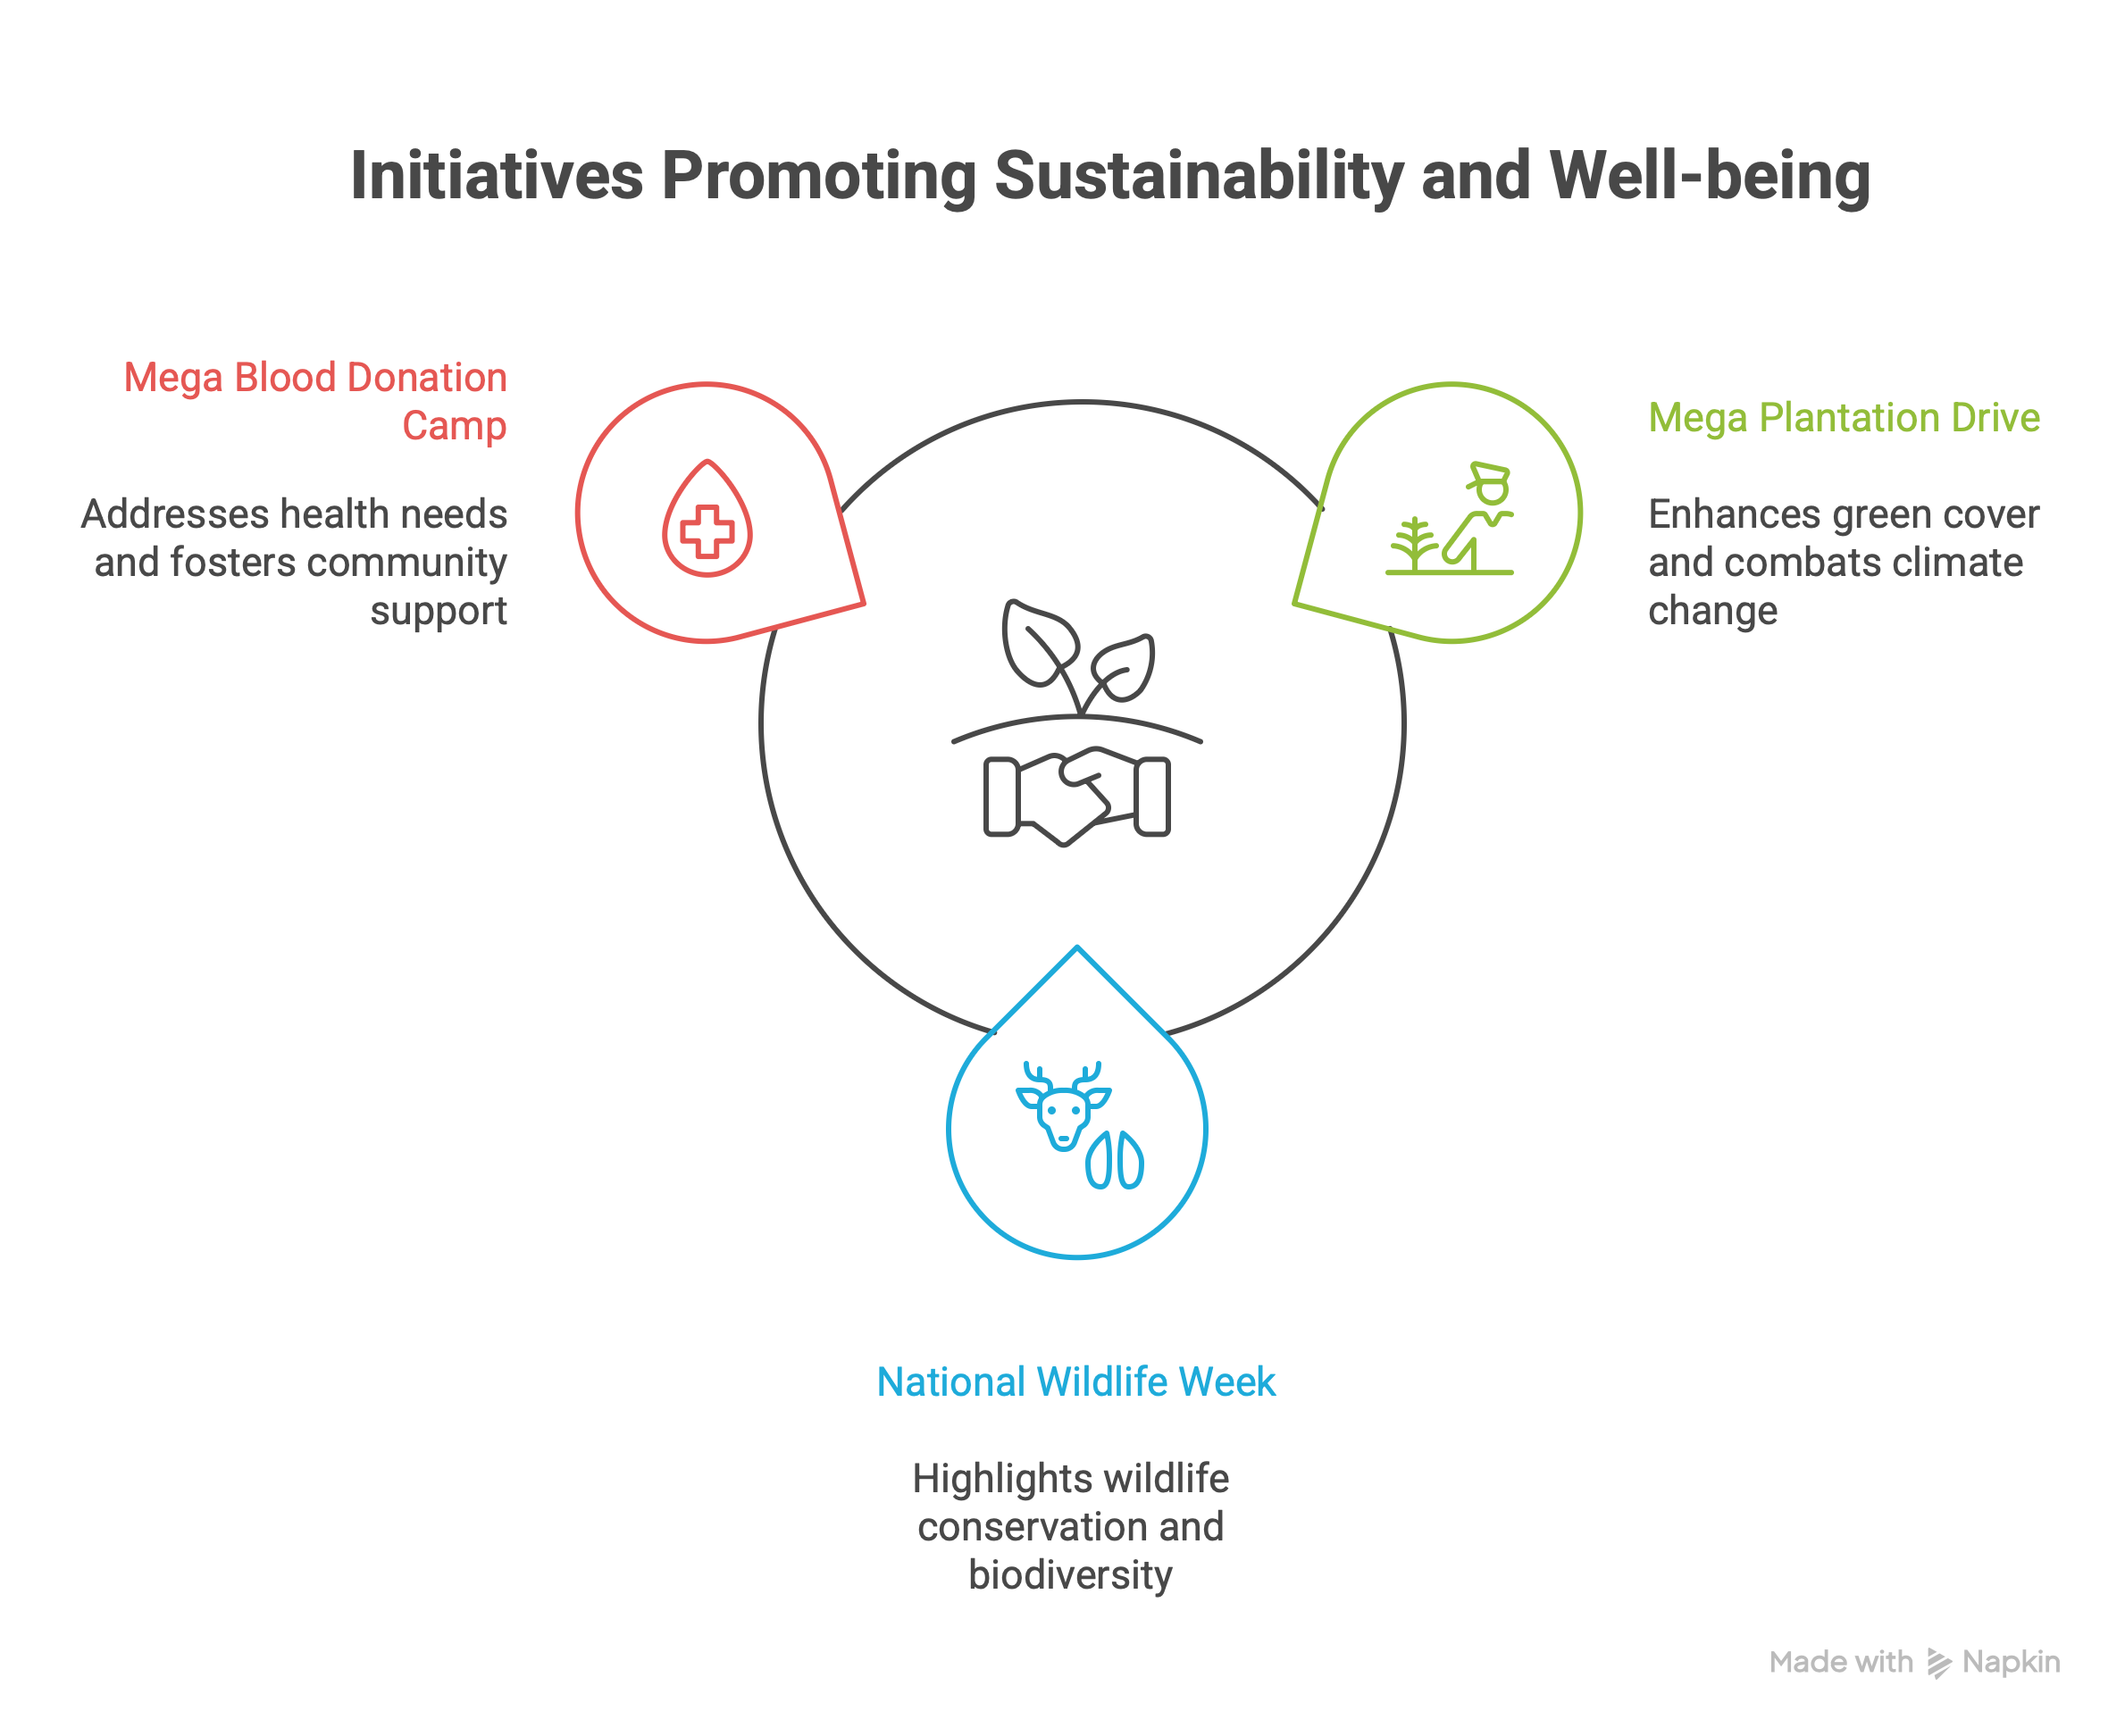 Initiatives Promoting Sustainability and Well-being
Mega Blood Donation
Camp
Addresses health needs
and fosters community
support
Mega Plantation Drive
Enhances green cover
and combats climate
change
National Wildlife Week
Highlights wildlife
conservation and
biodiversity
Made with Napkin